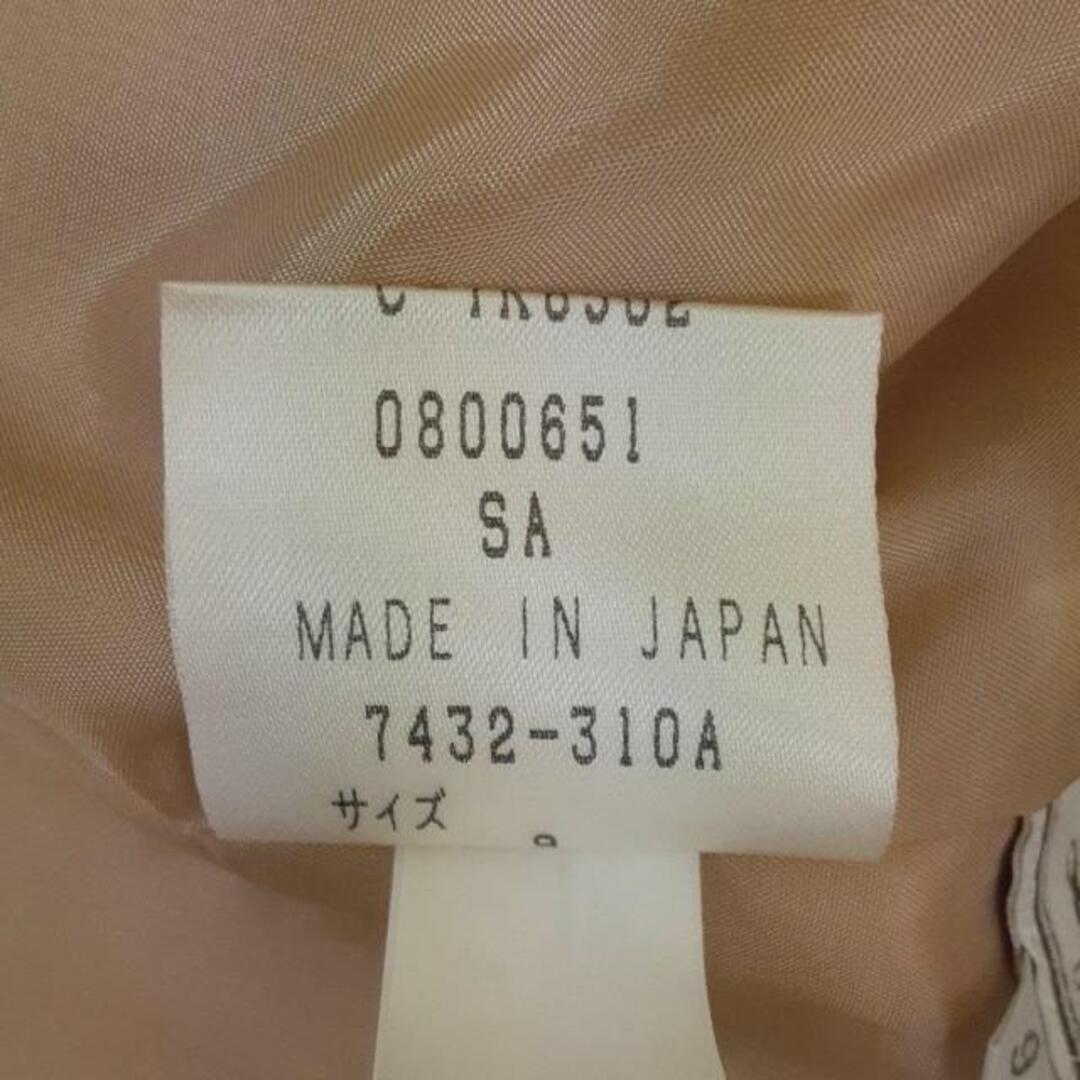 0800651
SA
MADE IN JAPAN
7432-310A
サイズ